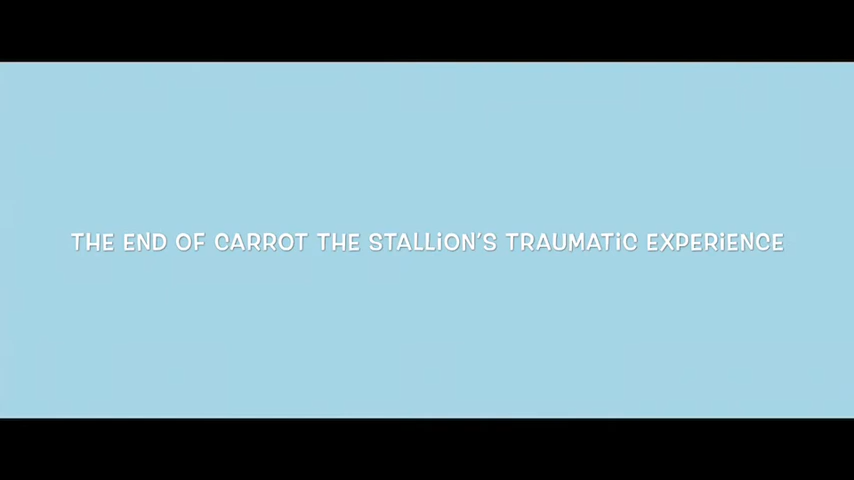 THE END OF CARROT THE STALLiON'S TRAUMATiC EXPERiENCE